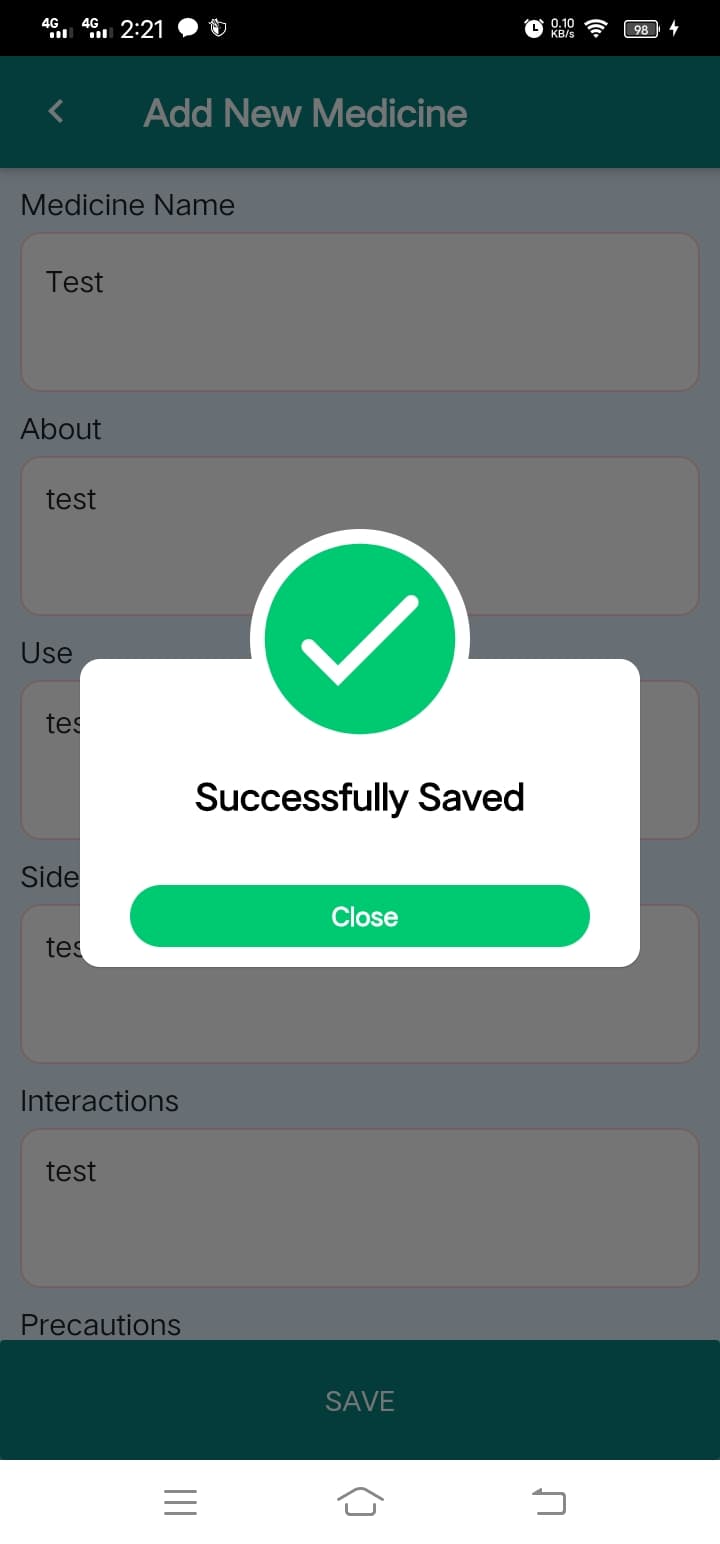 4G 4G 2:21 0.10 KB/s 98
Add New Medicine
Medicine Name
Test
About
test
Use
tes
Successfully Saved
Side
Close
tes
Interactions
test
Precautions
SAVE